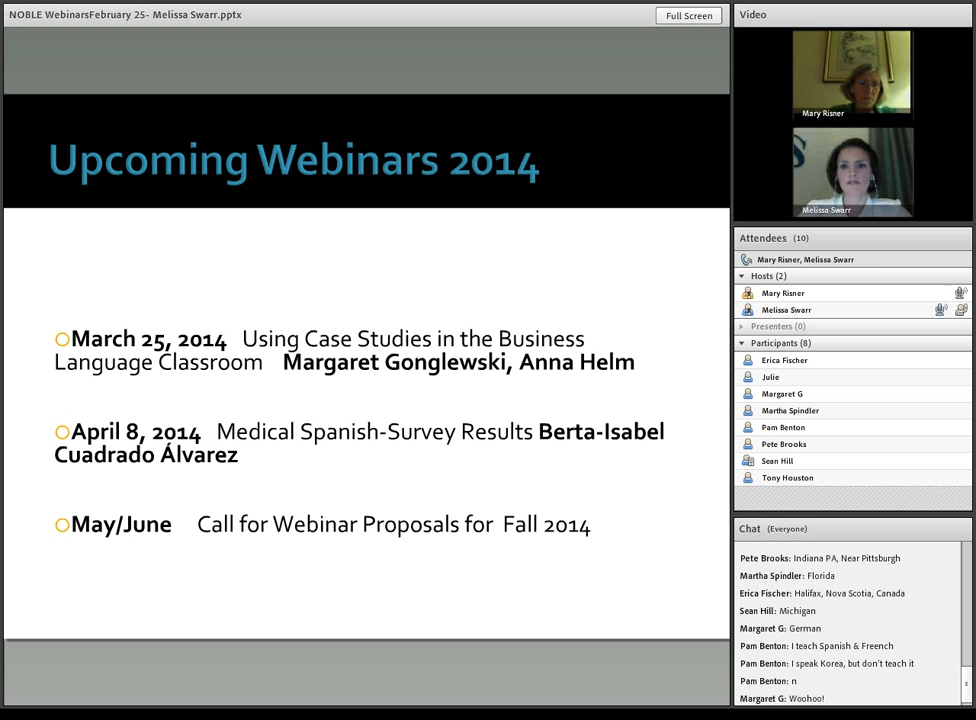 NOBLE WebinarsFebruary 25- Melissa Swarr.pptx
Full Screen
Upcoming Webinars 2014
March 25, 2014 Using Case Studies in the Business
Language Classroom Margaret Gonglewski, Anna Helm
April 8, 2014 Medical Spanish-Survey Results Berta-Isabel
Cuadrado Álvarez
May/June Call for Webinar Proposals for Fall 2014
Video
Mary Risner
S
Melissa Swarr
Attendees (10)
Mary Risner, Melissa Swarr
Hosts (2)
Mary Risner
Melissa Swarr
Presenters (0)
Participants (8)
Erica Fischer
Julie
Margaret G
Martha Spindler
Pam Benton
Pete Brooks
Sean Hill
Tony Houston
Chat (Everyone)
Pete Brooks: Indiana PA, Near Pittsburgh
Martha Spindler: Florida
Erica Fischer: Halifax, Nova Scotia, Canada
Sean Hill: Michigan
Margaret G: German
Pam Benton: I teach Spanish & Freench
Pam Benton: I speak Korea, but don't teach it
Pam Benton: n
Margaret G: Woohoo!